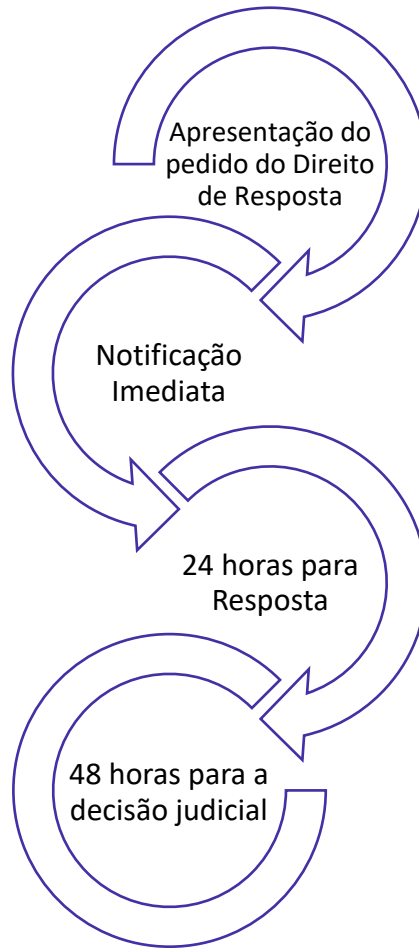 Apresentação do
pedido do Direito
de Resposta
Notificação
Imediata
24 horas para
Resposta
48 horas para a
decisão judicial